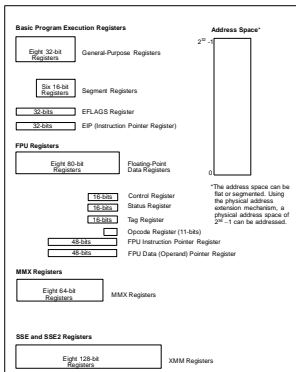 Basic Program Execution Registers
Address Space*
2³² -1
Eight 32-bit
Registers
General-Purpose Registers
Six 16-bit
Registers
Segment Registers
32-bits
EFLAGS Register
32-bits
EIP (Instruction Pointer Register)
FPU Registers
Eight 80-bit
Registers
Floating-Point
Data Registers
0
*The address space can be
flat or segmented. Using
the physical address
extension mechanism, a
physical address space of
2³⁶ −1 can be addressed.
16-bits
Control Register
16-bits
Status Register
16-bits
Tag Register
Opcode Register (11-bits)
48-bits
FPU Instruction Pointer Register
48-bits
FPU Data (Operand) Pointer Register
MMX Registers
Eight 64-bit
Registers
MMX Registers
SSE and SSE2 Registers
Eight 128-bit
Registers
XMM Registers